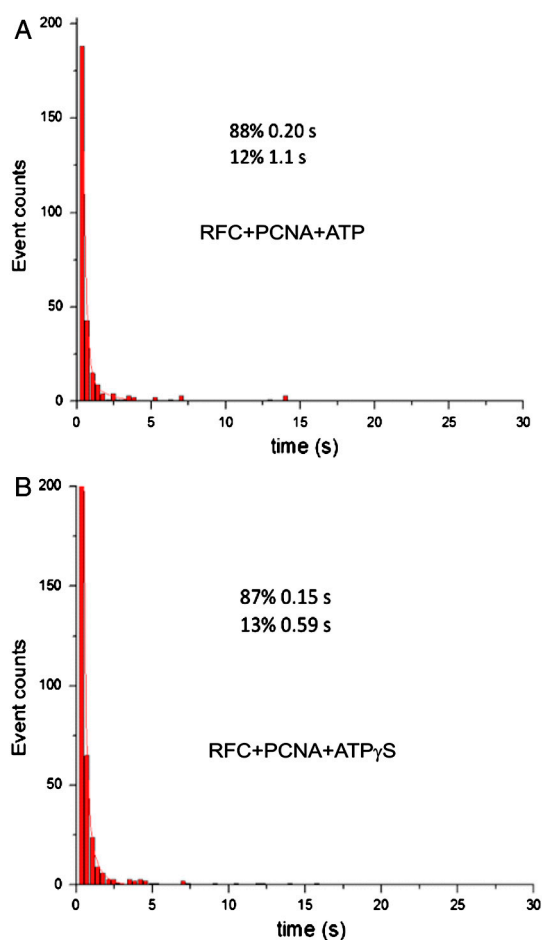 A
200
150
100
50
0
Event counts
88% 0.20 s
12% 1.1 s
RFC+PCNA+ATP
0 5 10 15 20 25 30
time (s)
B
200
150
100
50
0
Event counts
87% 0.15 s
13% 0.59 s
RFC+PCNA+ATPγS
0 5 10 15 20 25 30
time (s)